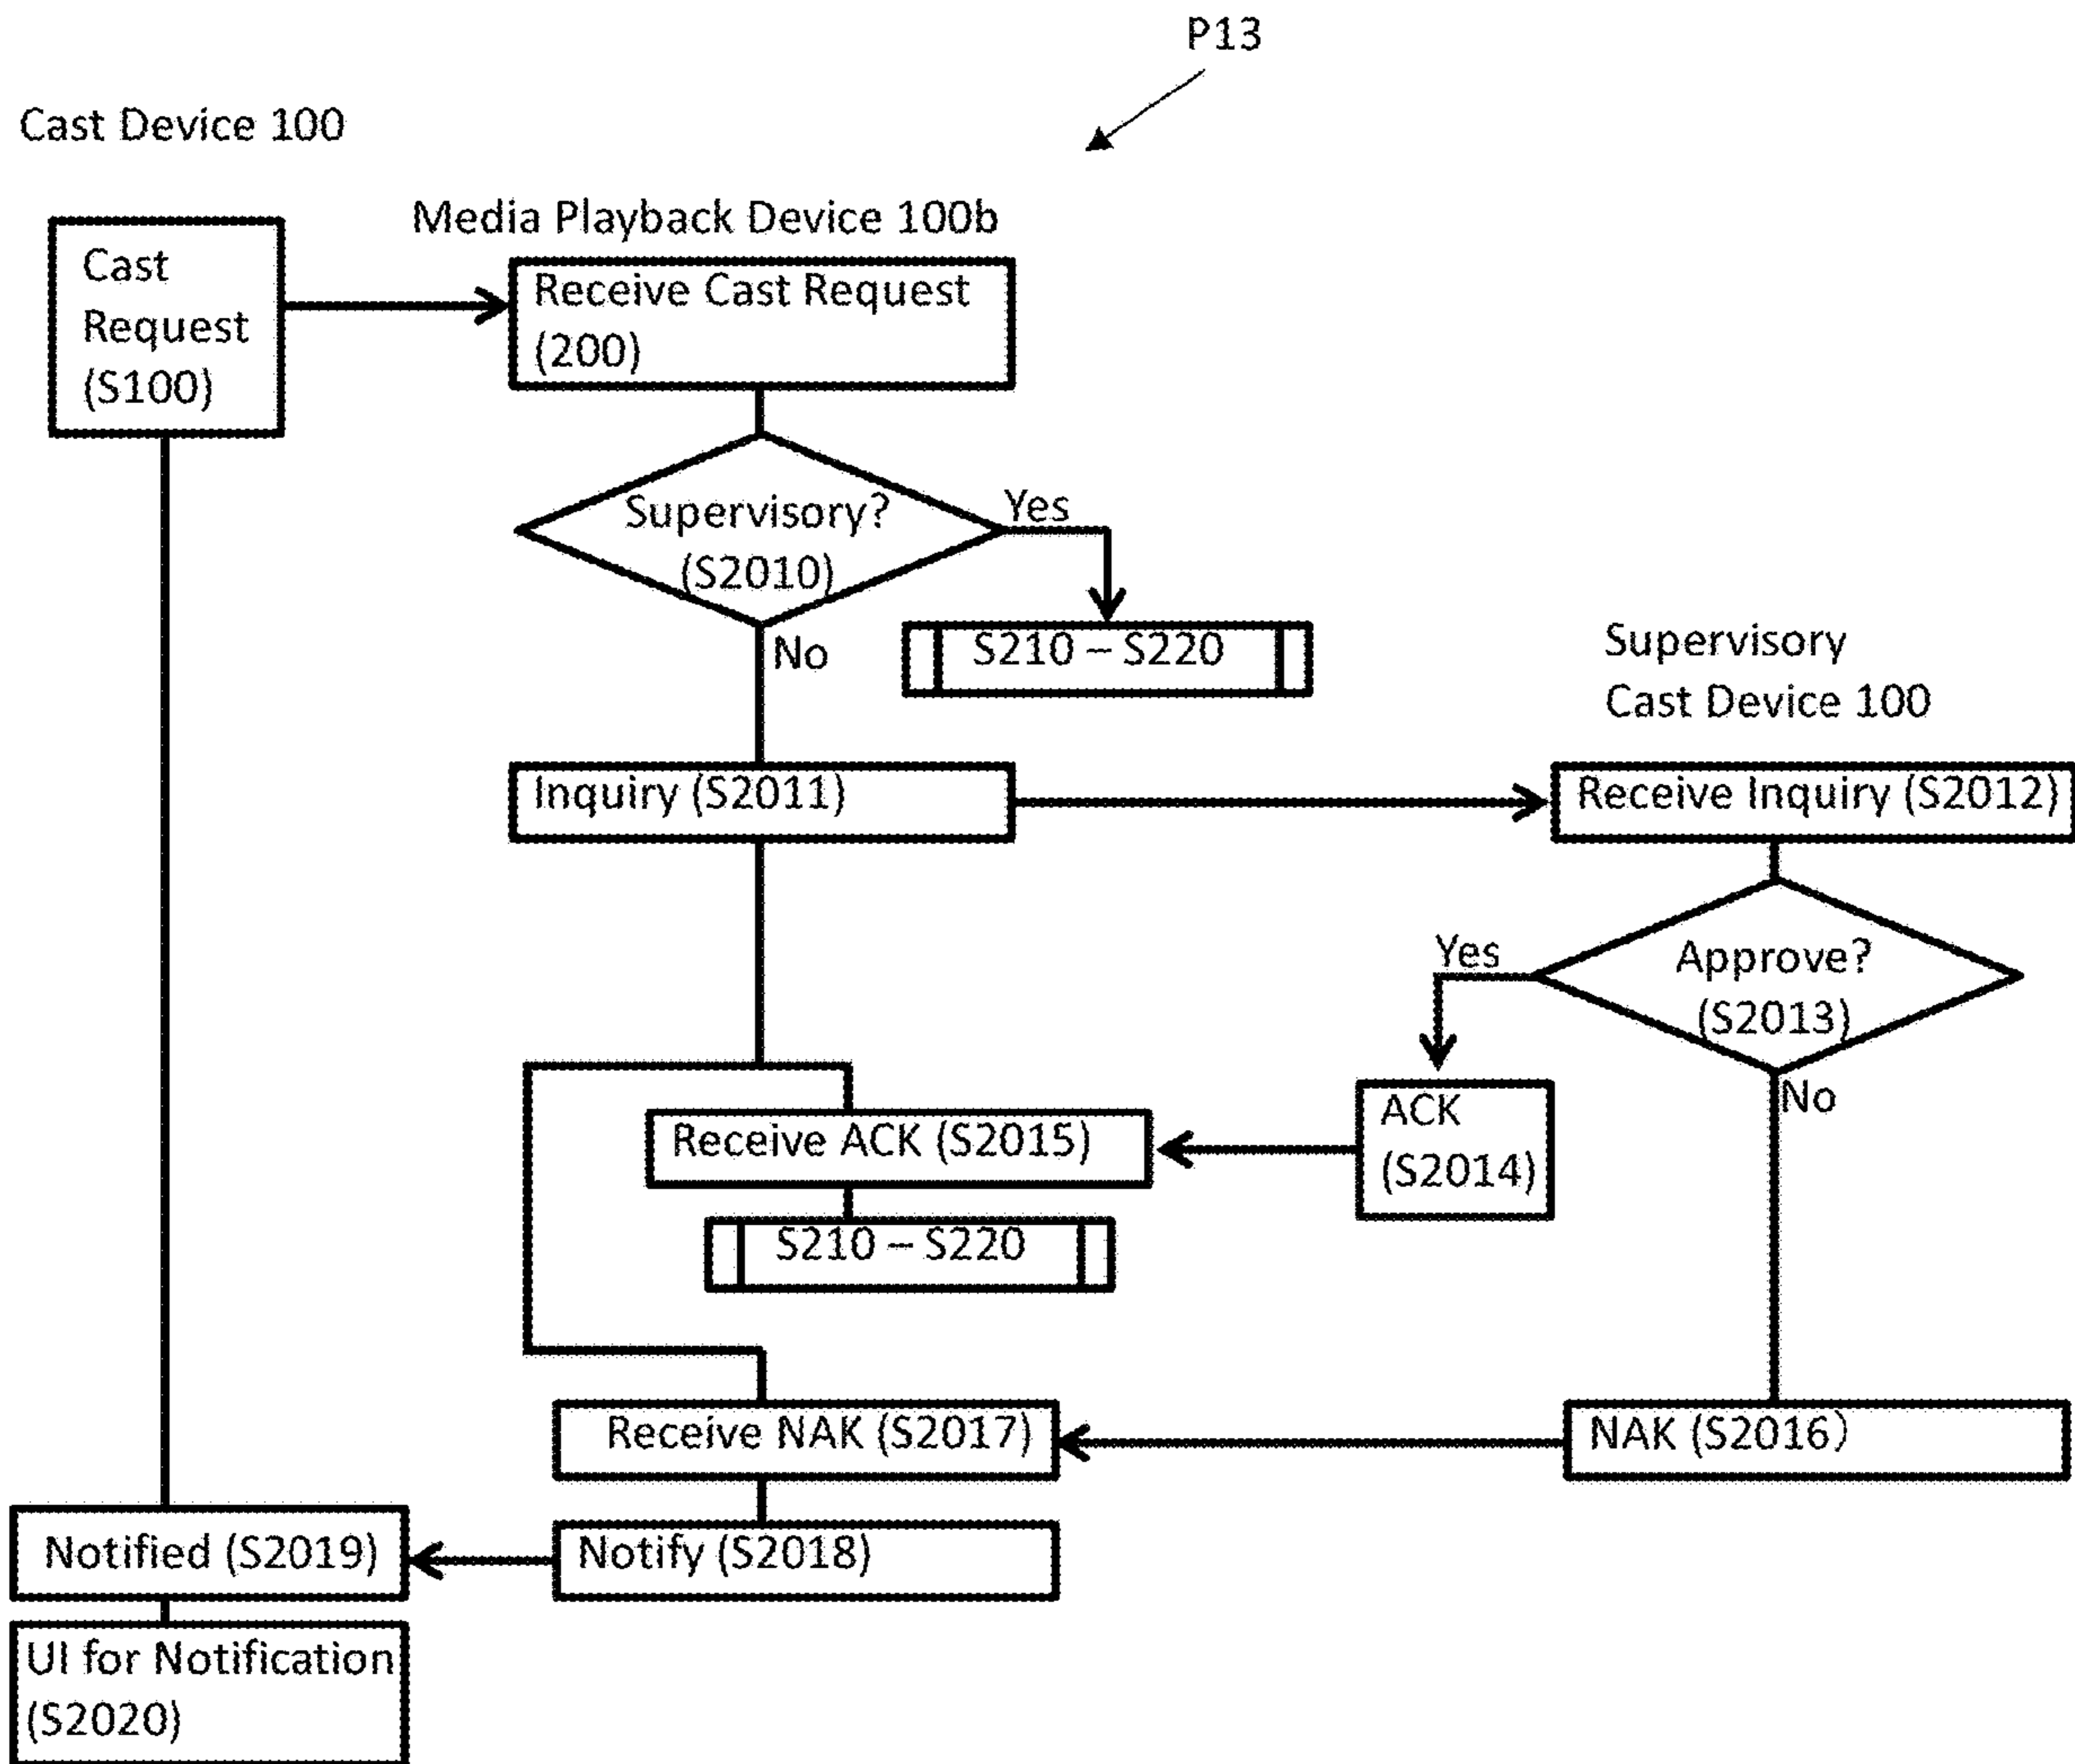 P13
Cast Device 100
Media Playback Device 100b
Cast
Request
(S100)
Receive Cast Request
(200)
Supervisory?
(S2010)
Yes
No
S210 – S220
Supervisory
Cast Device 100
Inquiry (S2011)
Receive Inquiry (S2012)
Approve?
(S2013)
Yes
No
ACK
(S2014)
Receive ACK (S2015)
S210 – S220
Receive NAK (S2017)
NAK (S2016)
Notified (S2019)
Notify (S2018)
UI for Notification
(S2020)